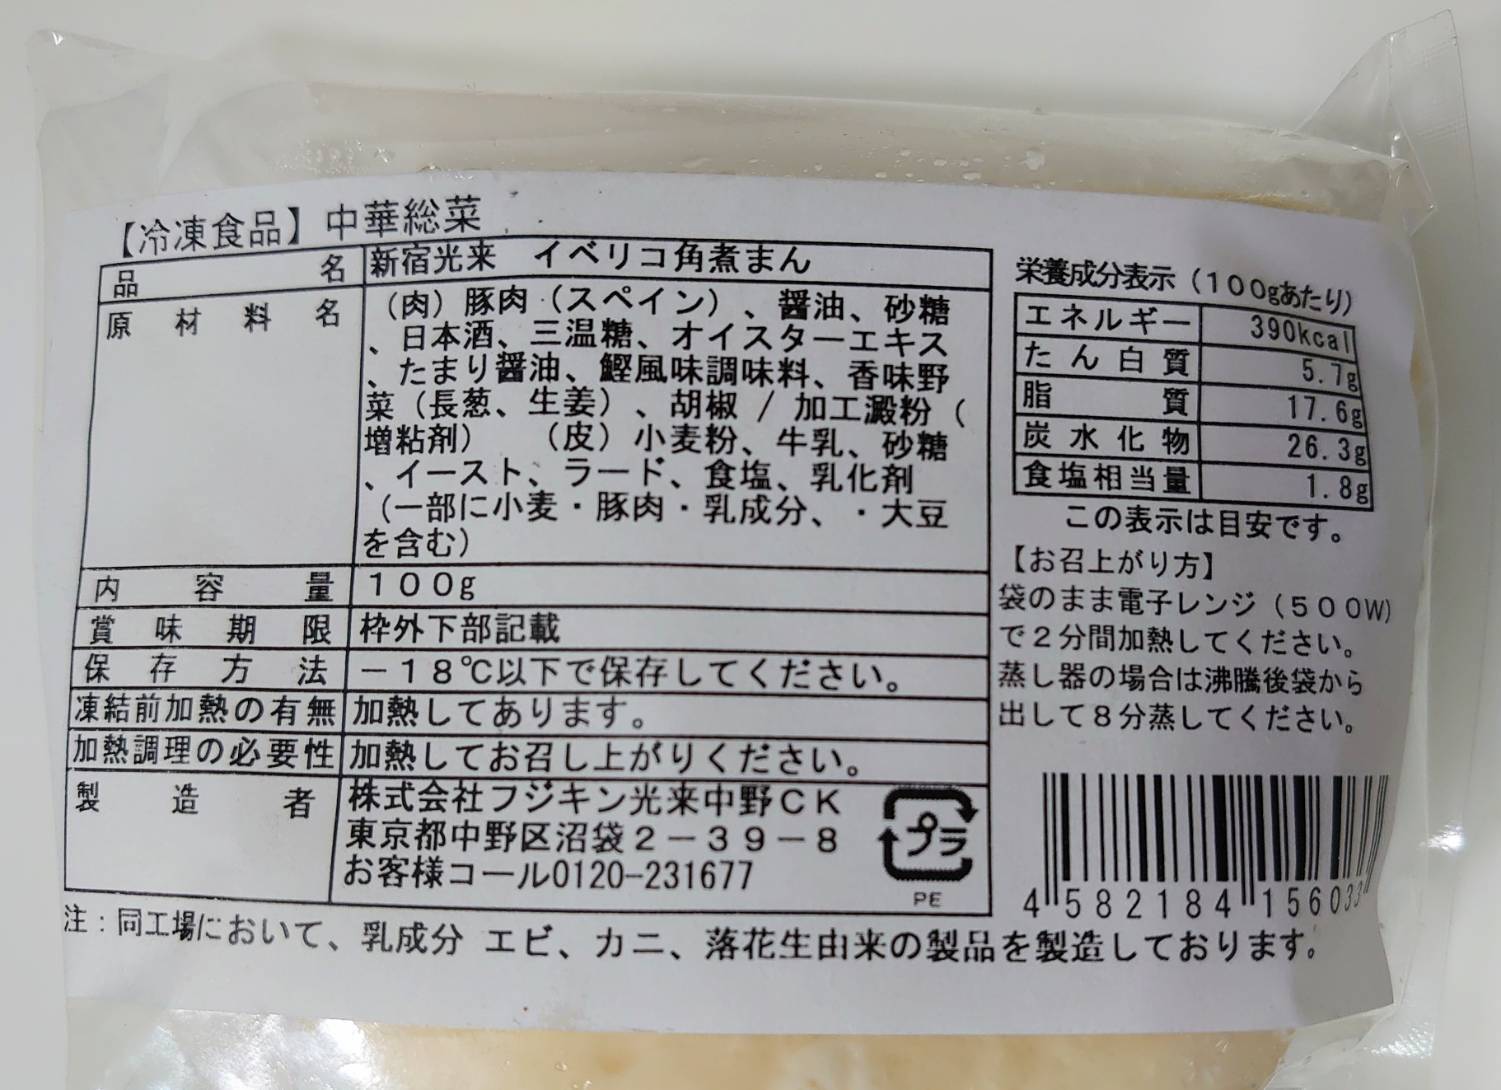 【冷凍食品】中華総菜
品名 新宿光来 イベリコ角煮まん
原材料名 (肉)豚肉(スペイン)、醤油、砂糖
、日本酒、三温糖、オイスターエキス
、たまり醤油、鰹風味調味料、香味野
菜(長葱、生姜)、胡椒 / 加工澱粉(
増粘剤) (皮)小麦粉、牛乳、砂糖
、イースト、ラード、食塩、乳化剤
(一部に小麦・豚肉・乳成分、・大豆
を含む)
内容量 100g
賞味期限 枠外下部記載
保存方法 -18℃以下で保存してください。
凍結前加熱の有無 加熱してあります。
加熱調理の必要性 加熱してお召し上がりください。
製造者 株式会社フジキン光来中野CK
東京都中野区沼袋2-39-8
お客様コール0120-231677
プラ
PE
栄養成分表示(100gあたり)
エネルギー 390kcal
たん白質 5.7g
脂質 17.6g
炭水化物 26.3g
食塩相当量 1.8g
この表示は目安です。
【お召上がり方】
袋のまま電子レンジ(500W)
で2分間加熱してください。
蒸し器の場合は沸騰後袋から
出して8分蒸してください。
4582184156033
注:同工場において、乳成分 エビ、カニ、落花生由来の製品を製造しております。